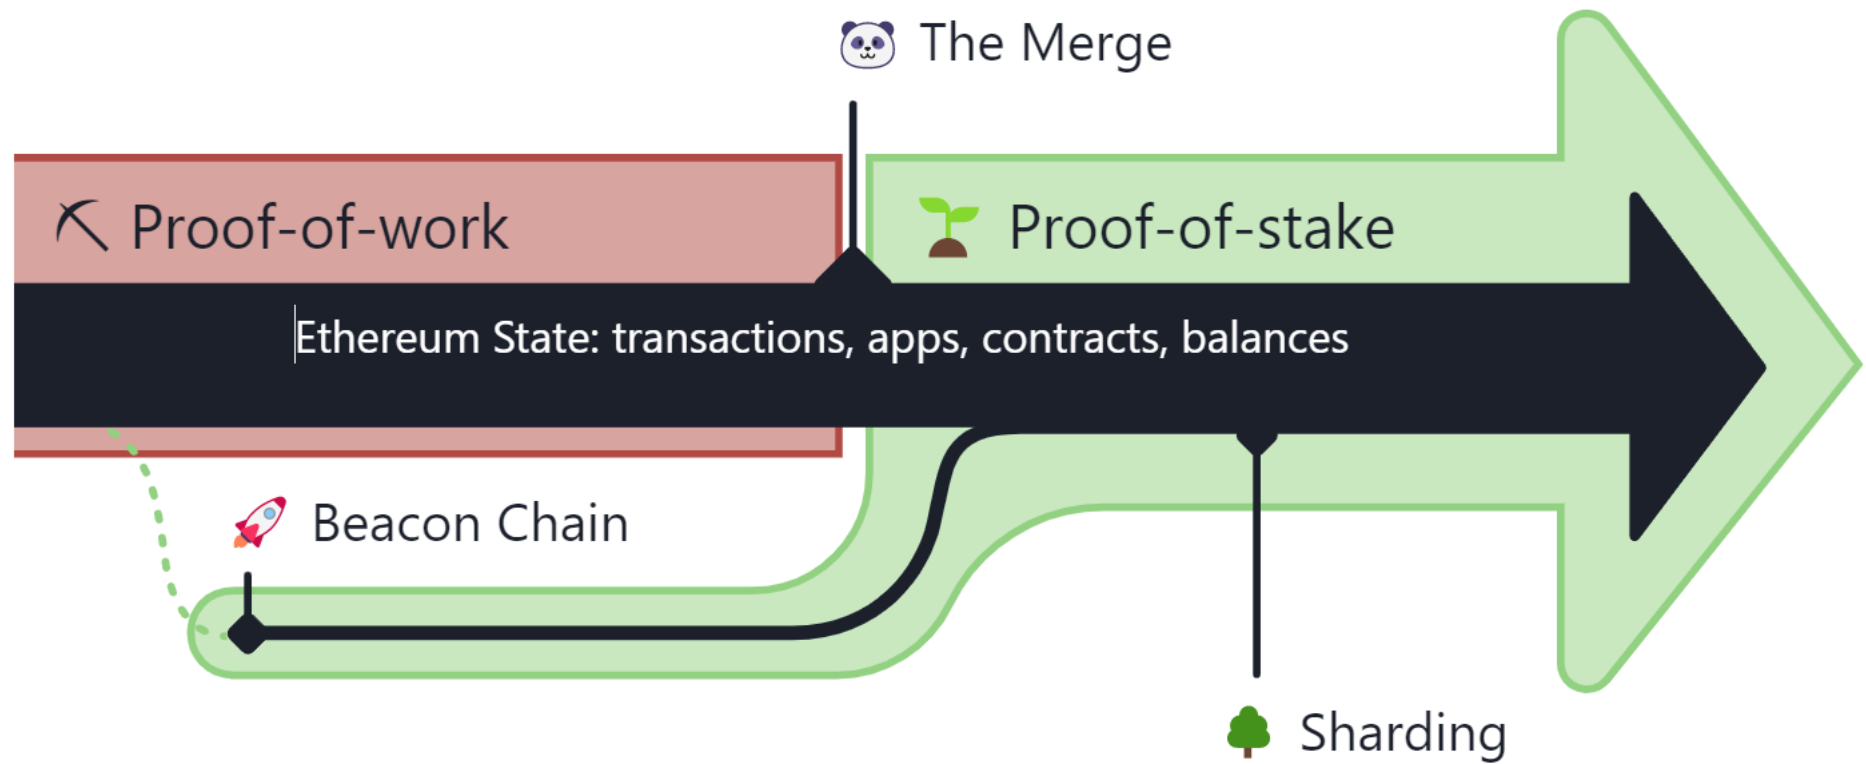 The Merge
Proof-of-work
Proof-of-stake
Ethereum State: transactions, apps, contracts, balances
Beacon Chain
Sharding